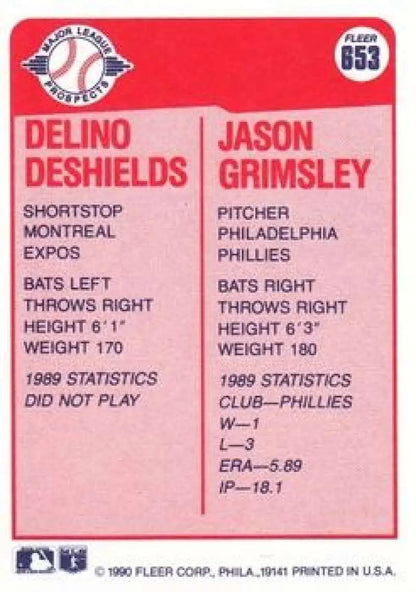 MAJOR LEAGUE
PROSPECTS
FLEER
653
DELINO
DESHIELDS
SHORTSTOP
MONTREAL
EXPOS
BATS LEFT
THROWS RIGHT
HEIGHT 6'1"
WEIGHT 170
1989 STATISTICS
DID NOT PLAY
JASON
GRIMSLEY
PITCHER
PHILADELPHIA
PHILLIES
BATS RIGHT
THROWS RIGHT
HEIGHT 6'3"
WEIGHT 180
1989 STATISTICS
CLUB—PHILLIES
W—1
L—3
ERA—5.89
IP—18.1
© 1990 FLEER CORP., PHILA.,19141 PRINTED IN U.S.A.